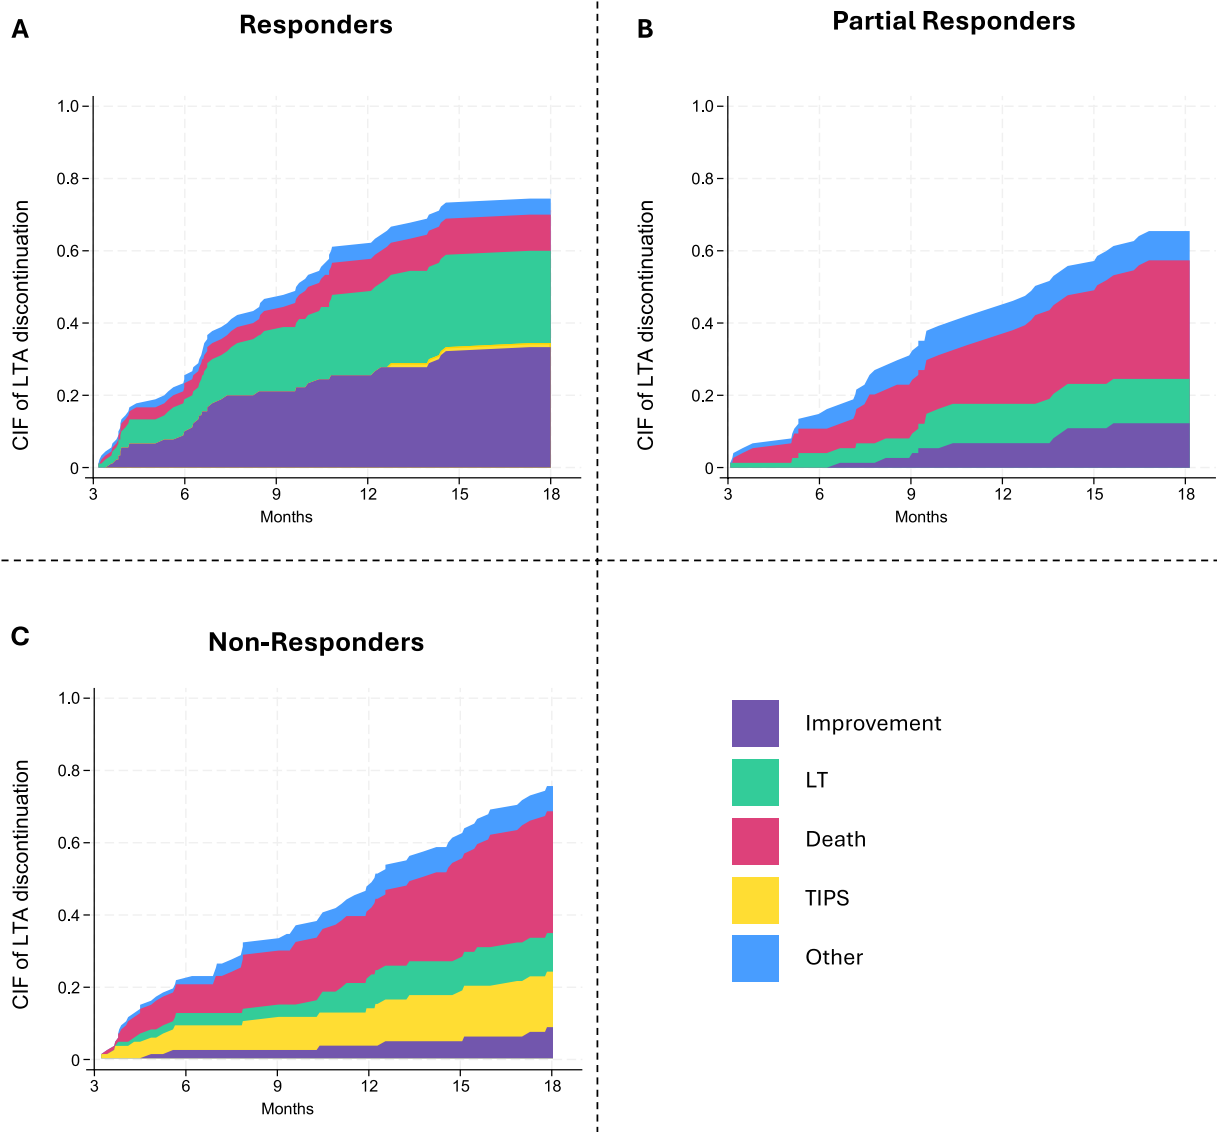 A
Responders
CIF of LTA discontinuation
1.0
0.8
0.6
0.4
0.2
0
3 6 9 12 15 18
Months
B
Partial Responders
CIF of LTA discontinuation
1.0
0.8
0.6
0.4
0.2
0
3 6 9 12 15 18
Months
C
Non-Responders
CIF of LTA discontinuation
1.0
0.8
0.6
0.4
0.2
0
3 6 9 12 15 18
Months
Improvement
LT
Death
TIPS
Other